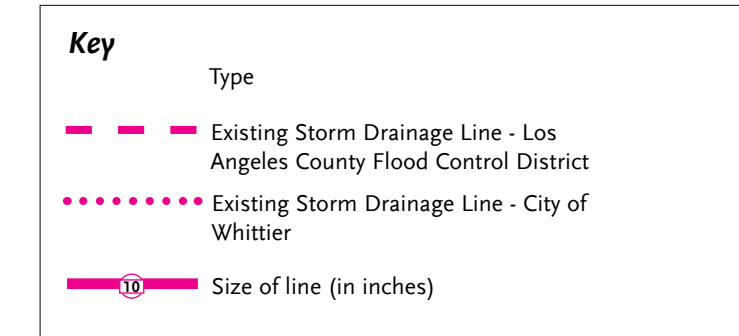 Key
Type
Existing Storm Drainage Line - Los
Angeles County Flood Control District
Existing Storm Drainage Line - City of
Whittier
10 Size of line (in inches)